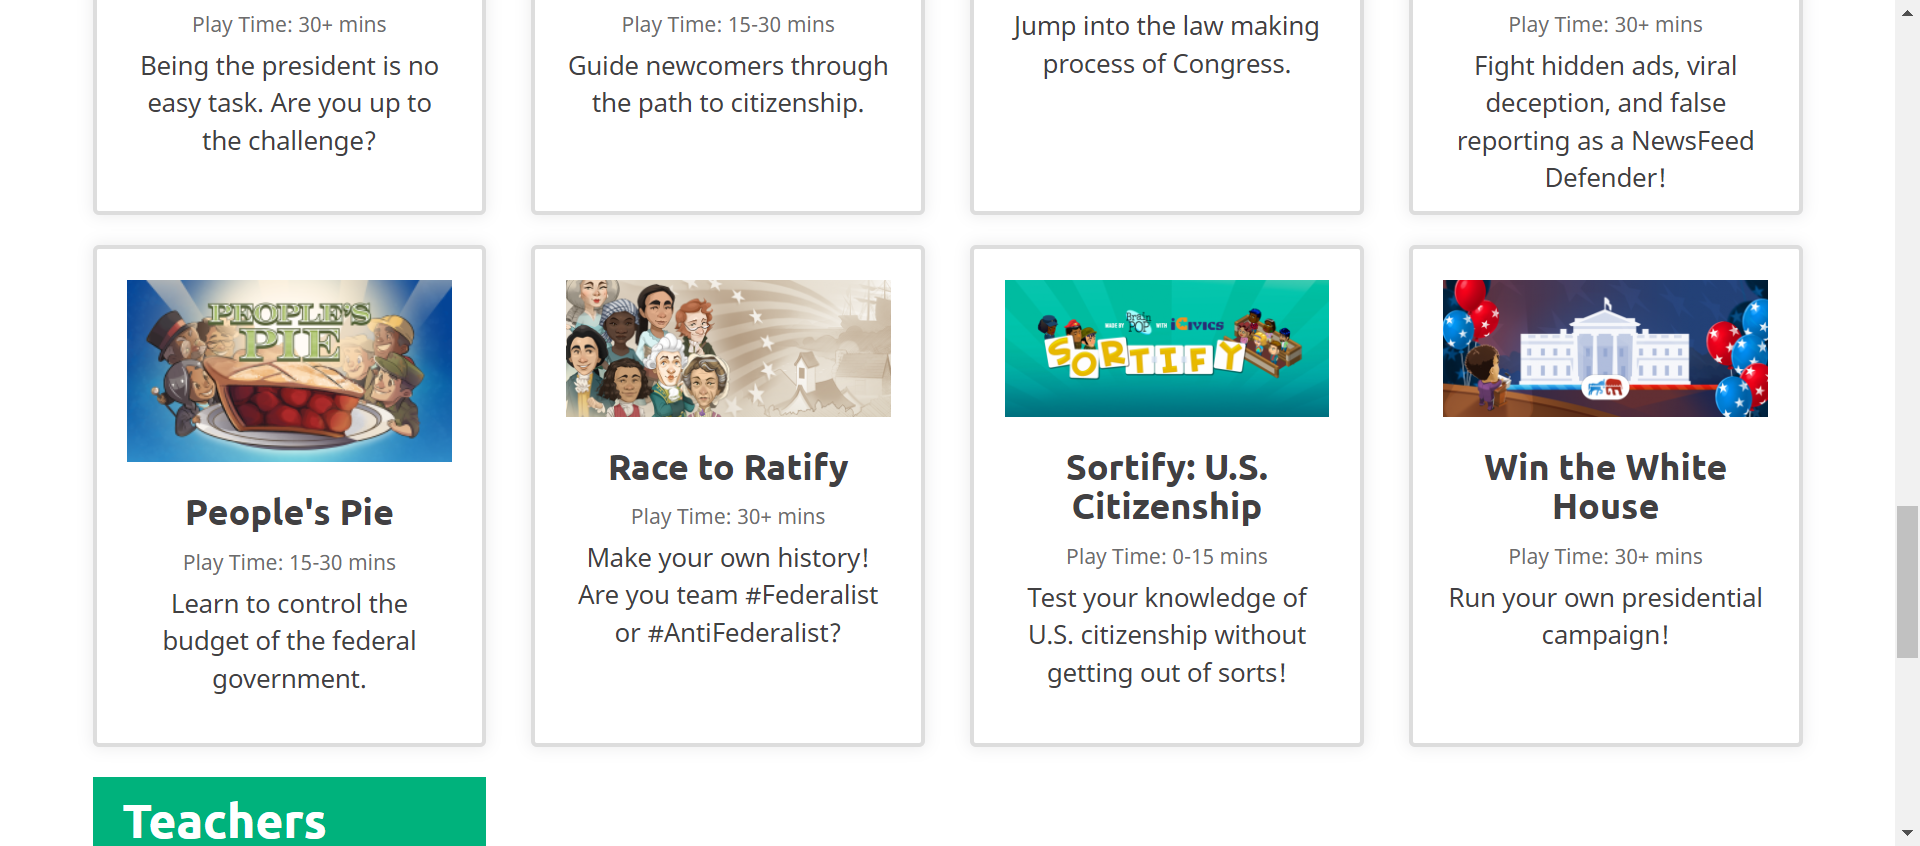 Play Time: 30+ mins
Being the president is no
easy task. Are you up to
the challenge?
Play Time: 15-30 mins
Guide newcomers through
the path to citizenship.
Jump into the law making
process of Congress.
Play Time: 30+ mins
Fight hidden ads, viral
deception, and false
reporting as a NewsFeed
Defender!
PEOPLE'S
PIE
People's Pie
Play Time: 15-30 mins
Learn to control the
budget of the federal
government.
Race to Ratify
Play Time: 30+ mins
Make your own history!
Are you team #Federalist
or #AntiFederalist?
MADE BY BrainPOP WITH iCivics
SORTIFY
Sortify: U.S.
Citizenship
Play Time: 0-15 mins
Test your knowledge of
U.S. citizenship without
getting out of sorts!
Win the White
House
Play Time: 30+ mins
Run your own presidential
campaign!
Teachers